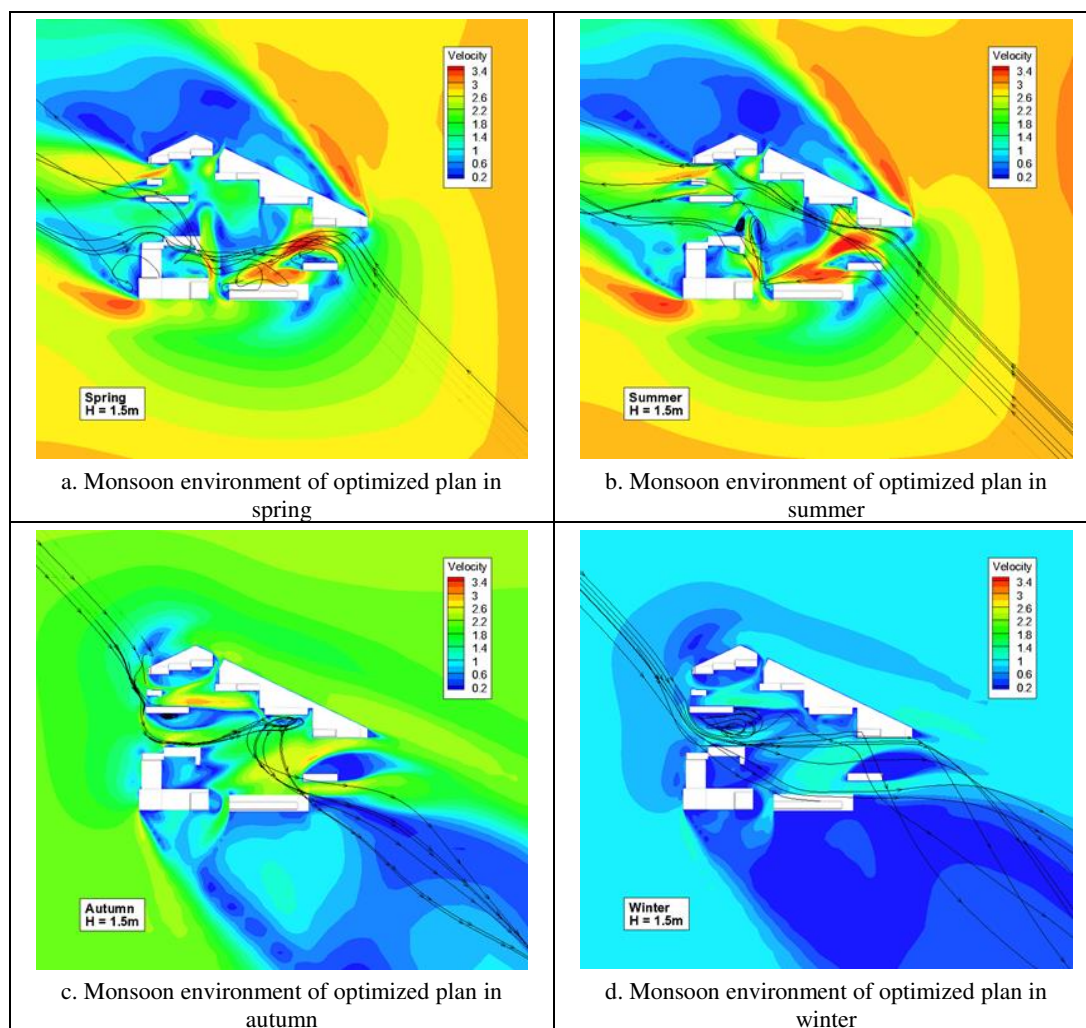 Velocity
3.4
3
2.6
2.2
1.8
1.4
1
0.6
0.2
Spring
H = 1.5m
a. Monsoon environment of optimized plan in
spring
Velocity
3.4
3
2.6
2.2
1.8
1.4
1
0.6
0.2
Summer
H = 1.5m
b. Monsoon environment of optimized plan in
summer
Velocity
3.4
3
2.6
2.2
1.8
1.4
1
0.6
0.2
Autumn
H = 1.5m
c. Monsoon environment of optimized plan in
autumn
Velocity
3.4
3
2.6
2.2
1.8
1.4
1
0.6
0.2
Winter
H = 1.5m
d. Monsoon environment of optimized plan in
winter